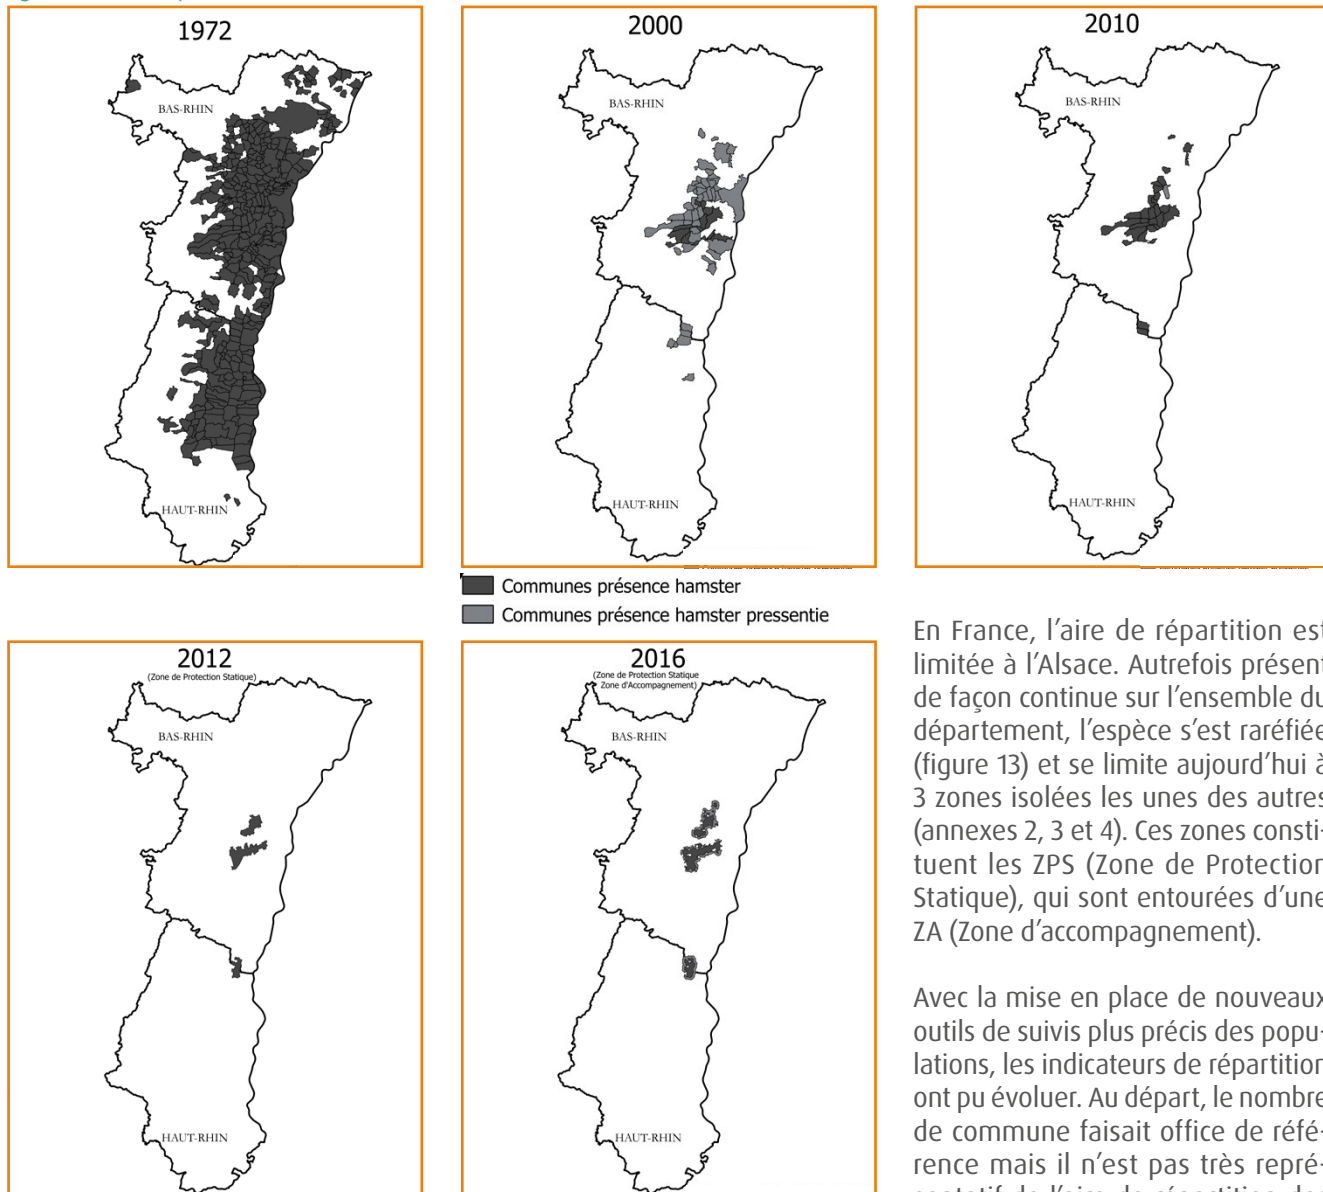 1972
BAS-RHIN
HAUT-RHIN
2000
BAS-RHIN
HAUT-RHIN
2010
BAS-RHIN
HAUT-RHIN
Communes présence hamster
Communes présence hamster pressentie
2012
(Zone de Protection Statique)
BAS-RHIN
HAUT-RHIN
2016
(Zone de Protection Statique
Zone d'Accompagnement)
BAS-RHIN
HAUT-RHIN
En France, l'aire de répartition est
limitée à l'Alsace. Autrefois présent
de façon continue sur l'ensemble du
département, l'espèce s'est raréfiée
(figure 13) et se limite aujourd'hui à
3 zones isolées les unes des autres
(annexes 2, 3 et 4). Ces zones consti-
tuent les ZPS (Zone de Protection
Statique), qui sont entourées d'une
ZA (Zone d'accompagnement).
Avec la mise en place de nouveaux
outils de suivis plus précis des popu-
lations, les indicateurs de répartition
ont pu évoluer. Au départ, le nombre
de commune faisait office de réfé-
rence mais il n'est pas très repré-